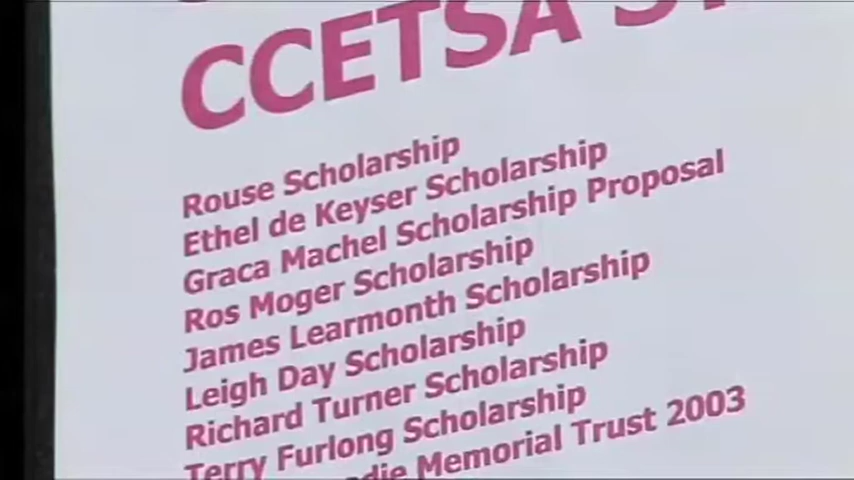 CCETSA
Rouse Scholarship
Ethel de Keyser Scholarship
Graca Machel Scholarship Proposal
Ros Moger Scholarship
James Learmonth Scholarship
Leigh Day Scholarship
Richard Turner Scholarship
Terry Furlong Scholarship
Memorial Trust 2003